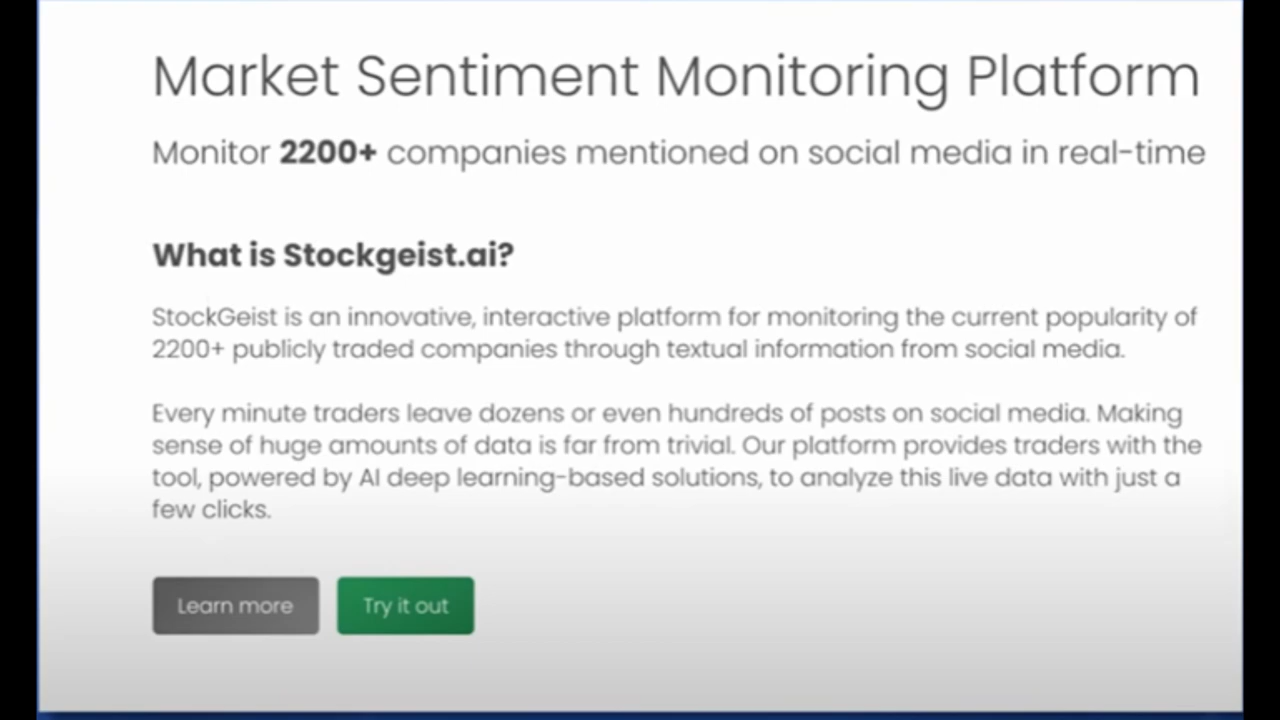 Market Sentiment Monitoring Platform
Monitor 2200+ companies mentioned on social media in real-time
What is Stockgeist.ai?
StockGeist is an innovative, interactive platform for monitoring the current popularity of
2200+ publicly traded companies through textual information from social media.
Every minute traders leave dozens or even hundreds of posts on social media. Making
sense of huge amounts of data is far from trivial. Our platform provides traders with the
tool, powered by AI deep learning-based solutions, to analyze this live data with just a
few clicks.
Learn more
Try it out